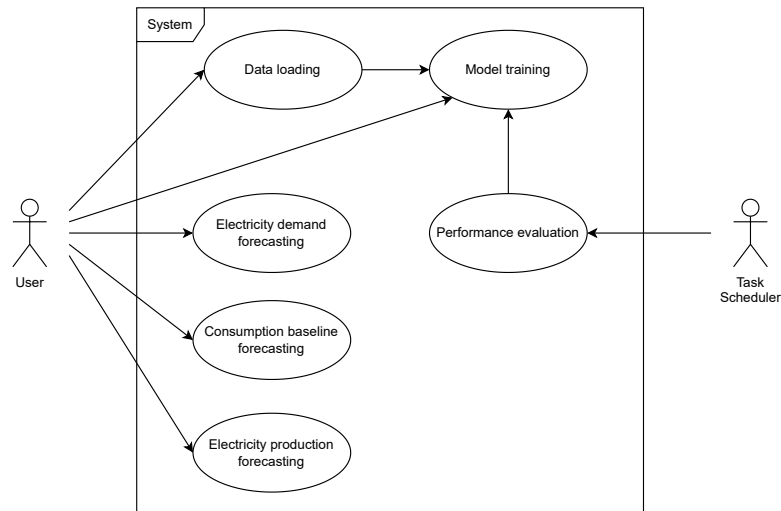 System
Data loading
Model training
Electricity demand
forecasting
Performance evaluation
User
Task
Scheduler
Consumption baseline
forecasting
Electricity production
forecasting